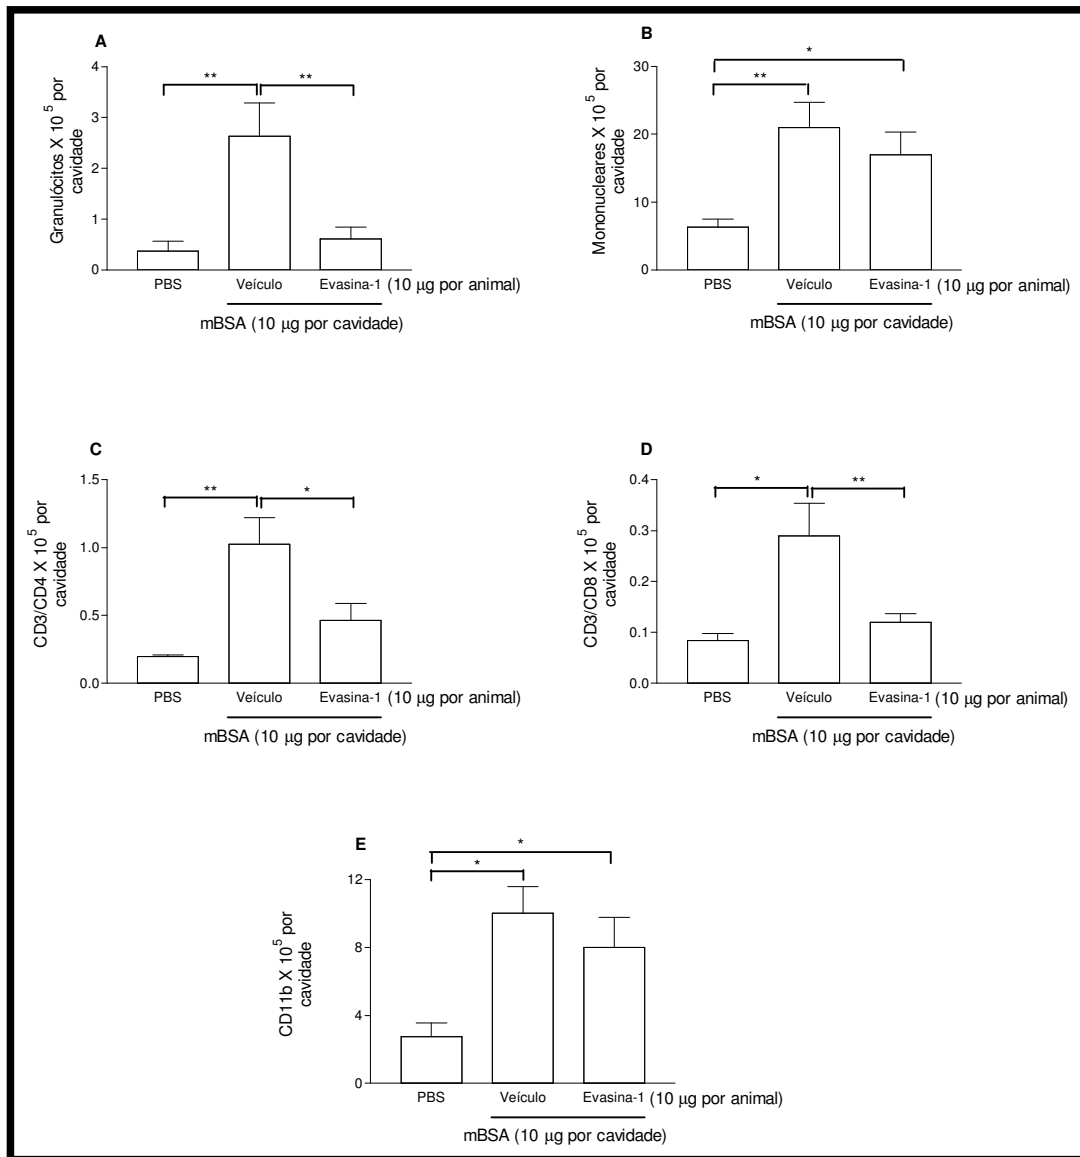 A
Granulócitos X 10^5 por
cavidade
4
3
2
1
0
** **
PBS Veículo Evasina-1 (10 µg por animal)
mBSA (10 µg por cavidade)
B
Mononucleares X 10^5 por
cavidade
30
20
10
0
*
**
PBS Veículo Evasina-1 (10 µg por animal)
mBSA (10 µg por cavidade)
C
CD3/CD4 X 10^5 por
cavidade
1.5
1.0
0.5
0.0
** *
PBS Veículo Evasina-1 (10 µg por animal)
mBSA (10 µg por cavidade)
D
CD3/CD8 X 10^5 por
cavidade
0.4
0.3
0.2
0.1
0.0
* **
PBS Veículo Evasina-1 (10 µg por animal)
mBSA (10 µg por cavidade)
E
CD11b X 10^5 por
cavidade
12
8
4
0
*
*
PBS Veículo Evasina-1 (10 µg por animal)
mBSA (10 µg por cavidade)